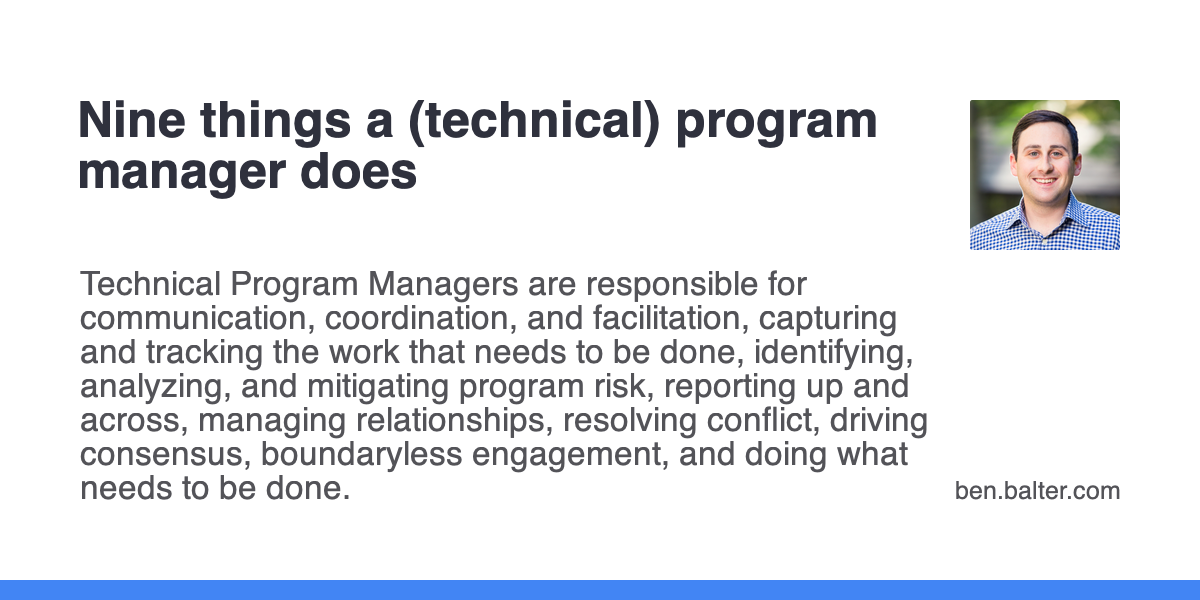 Nine things a (technical) program
manager does
Technical Program Managers are responsible for
communication, coordination, and facilitation, capturing
and tracking the work that needs to be done, identifying,
analyzing, and mitigating program risk, reporting up and
across, managing relationships, resolving conflict, driving
consensus, boundaryless engagement, and doing what
needs to be done.
ben.balter.com